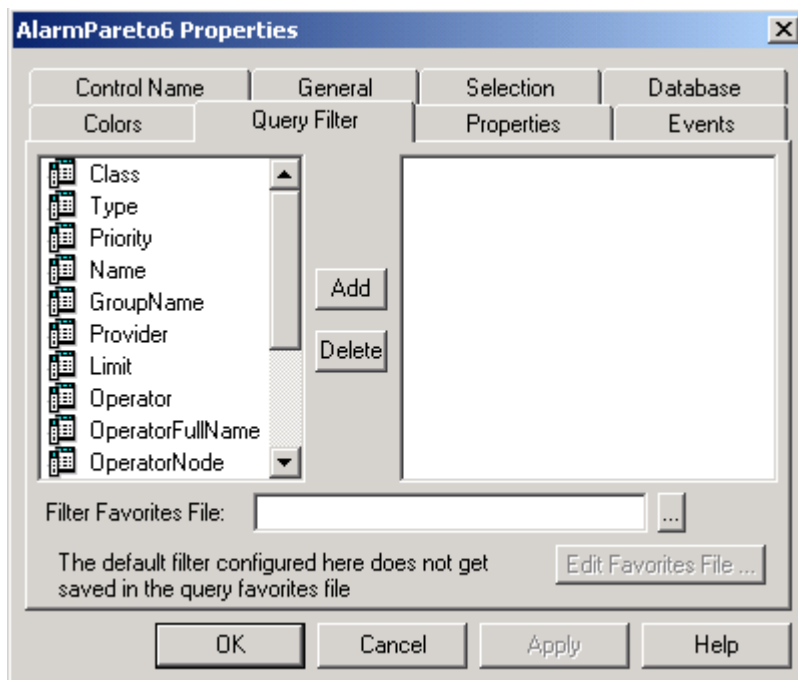 AlarmPareto6 Properties
Control Name General Selection Database
Colors Query Filter Properties Events
Class
Type
Priority
Name
GroupName
Provider
Limit
Operator
OperatorFullName
OperatorNode
Add
Delete
Filter Favorites File: ...
The default filter configured here does not get
saved in the query favorites file
Edit Favorites File ...
OK Cancel Apply Help